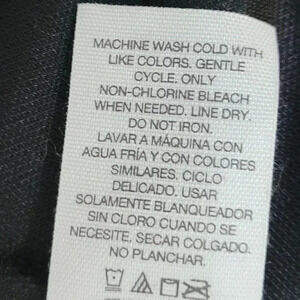 MACHINE WASH COLD WITH
LIKE COLORS. GENTLE
CYCLE. ONLY
NON-CHLORINE BLEACH
WHEN NEEDED. LINE DRY.
DO NOT IRON.
LAVAR A MÁQUINA CON
AGUA FRÍA Y CON COLORES
SIMILARES. CICLO
DELICADO. USAR
SOLAMENTE BLANQUEADOR
SIN CLORO CUANDO SE
NECESITE, SECAR COLGADO.
NO PLANCHAR.